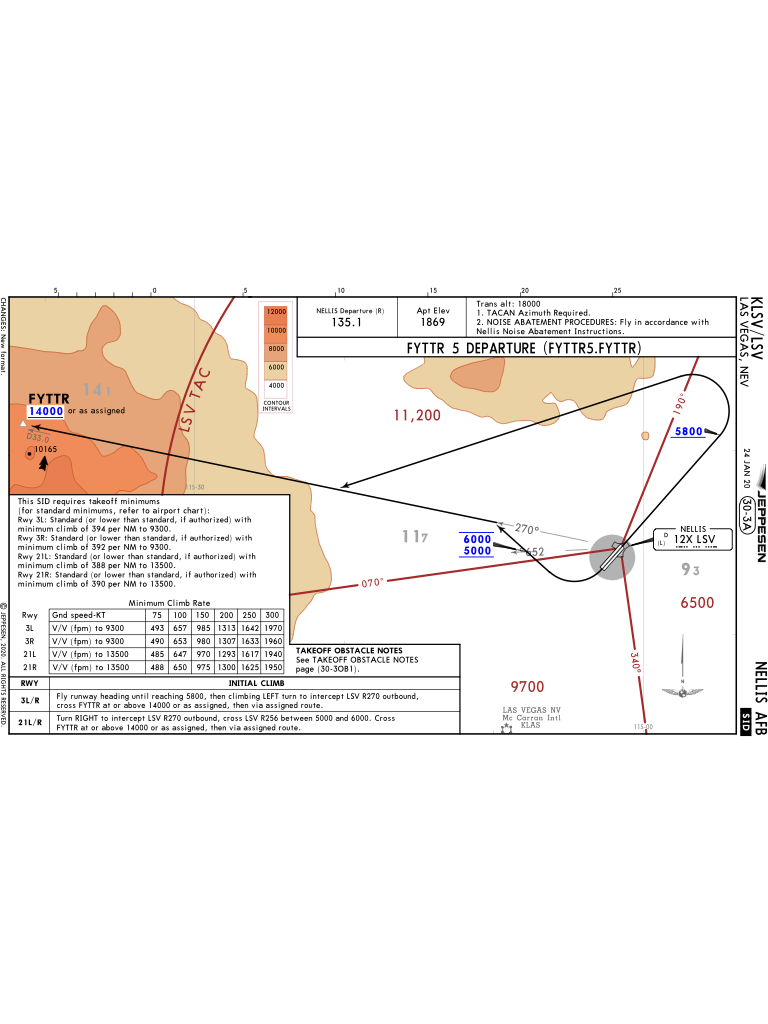 KLSV/LSV
LAS VEGAS, NEV
24 JAN 20
30-3A
JEPPESEN
NELLIS AFB
SID
5 0 5 10 15 20 25
NELLIS Departure (R)
135.1
Apt Elev
1869
Trans alt: 18000
1. TACAN Azimuth Required.
2. NOISE ABATEMENT PROCEDURES: Fly in accordance with
Nellis Noise Abatement Instructions.
FYTTR 5 DEPARTURE (FYTTR5.FYTTR)
12000
10000
8000
6000
4000
CONTOUR
INTERVALS
LSV TAC
14 1
FYTTR
14000 or as assigned
D33.0
10165
115-30
11,200
190°
5800
270°
6000
5000
652
11 7
NELLIS
D
(L) 12X LSV
9 3
6500
070°
340°
9700
N
LAS VEGAS NV
Mc Carran Intl
KLAS
115-00
This SID requires takeoff minimums
(for standard minimums, refer to airport chart):
Rwy 3L: Standard (or lower than standard, if authorized) with
minimum climb of 394 per NM to 9300.
Rwy 3R: Standard (or lower than standard, if authorized) with
minimum climb of 392 per NM to 9300.
Rwy 21L: Standard (or lower than standard, if authorized) with
minimum climb of 388 per NM to 13500.
Rwy 21R: Standard (or lower than standard, if authorized) with
minimum climb of 390 per NM to 13500.
Minimum Climb Rate
Rwy Gnd speed-KT 75 100 150 200 250 300
3L V/V (fpm) to 9300 493 657 985 1313 1642 1970
3R V/V (fpm) to 9300 490 653 980 1307 1633 1960
21L V/V (fpm) to 13500 485 647 970 1293 1617 1940
21R V/V (fpm) to 13500 488 650 975 1300 1625 1950
TAKEOFF OBSTACLE NOTES
See TAKEOFF OBSTACLE NOTES
page (30-3OB1).
RWY INITIAL CLIMB
3L/R Fly runway heading until reaching 5800, then climbing LEFT turn to intercept LSV R270 outbound,
cross FYTTR at or above 14000 or as assigned, then via assigned route.
21L/R Turn RIGHT to intercept LSV R270 outbound, cross LSV R256 between 5000 and 6000. Cross
FYTTR at or above 14000 or as assigned, then via assigned route.
CHANGES: New format.
© JEPPESEN, 2020. ALL RIGHTS RESERVED.